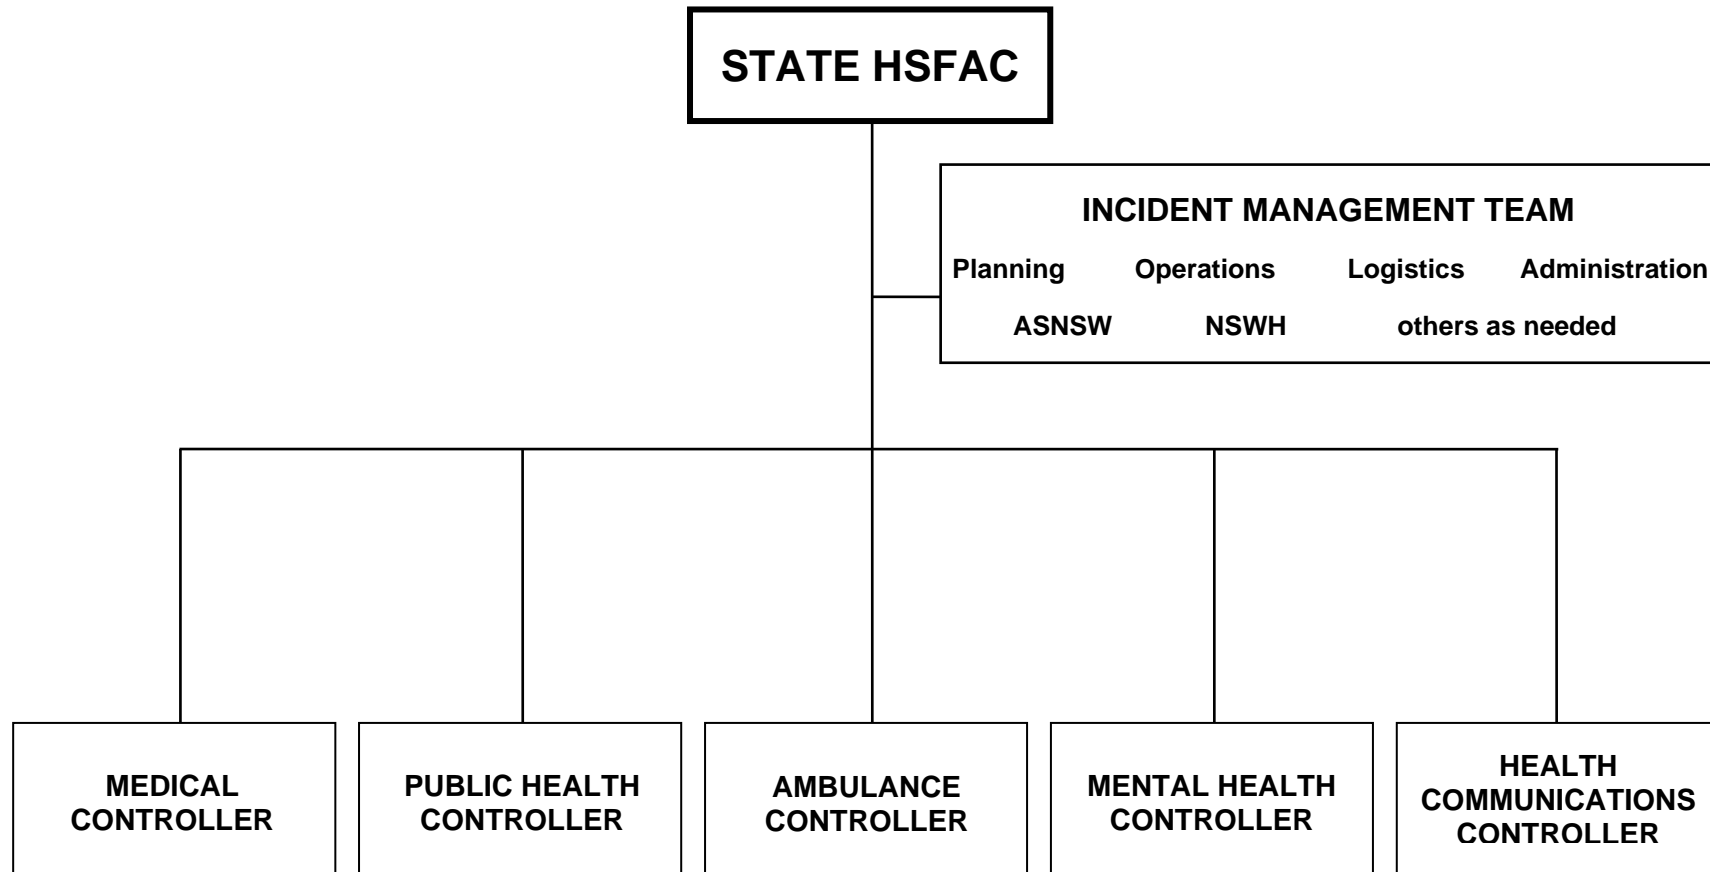 STATE HSFAC
INCIDENT MANAGEMENT TEAM
Planning Operations Logistics Administration
ASNSW NSWH others as needed
MEDICAL
CONTROLLER
PUBLIC HEALTH
CONTROLLER
AMBULANCE
CONTROLLER
MENTAL HEALTH
CONTROLLER
HEALTH
COMMUNICATIONS
CONTROLLER